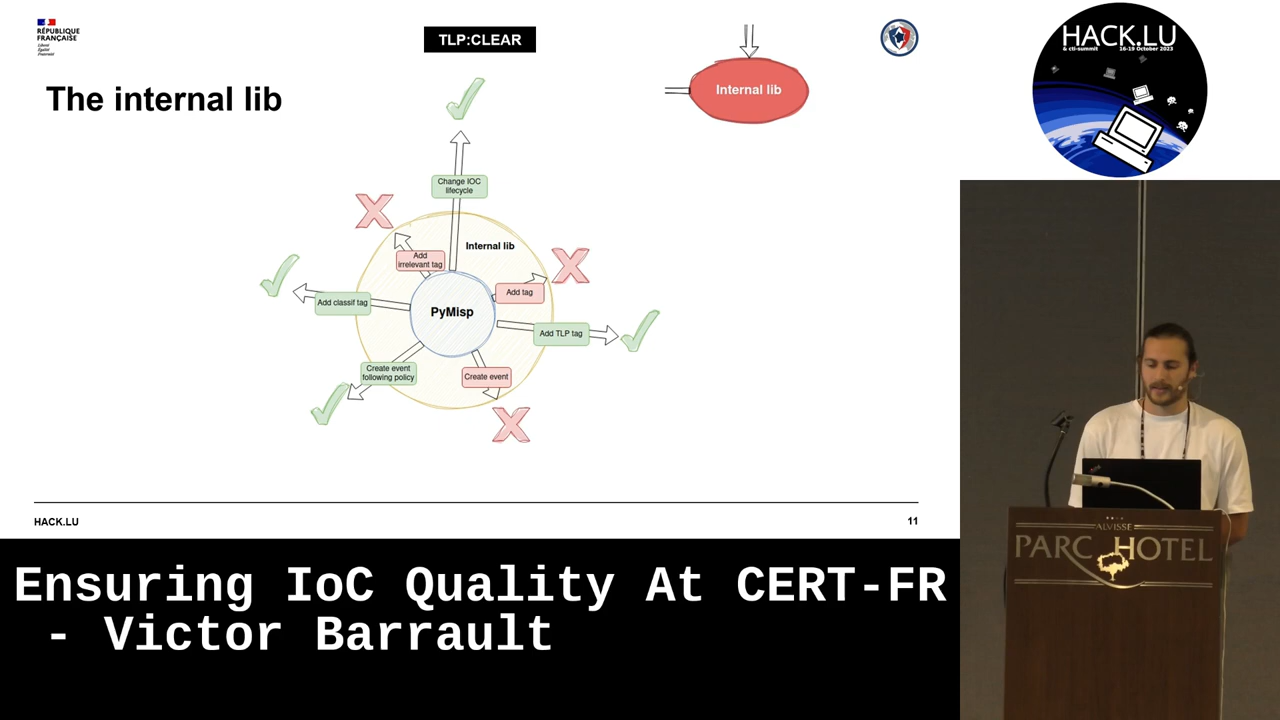 RÉPUBLIQUE
FRANÇAISE
Liberté
Égalité
Fraternité
TLP:CLEAR
HACK.LU
& cti-summit 16-19 October 2023
The internal lib
Internal lib
Change IOC
lifecycle
Internal lib
Add
irrelevant tag
Add tag
Add classif tag
PyMisp
Add TLP tag
Create event
following policy
Create event
HACK.LU
11
ALVISSE
PARC HOTEL
Ensuring IoC Quality At CERT-FR
- Victor Barrault